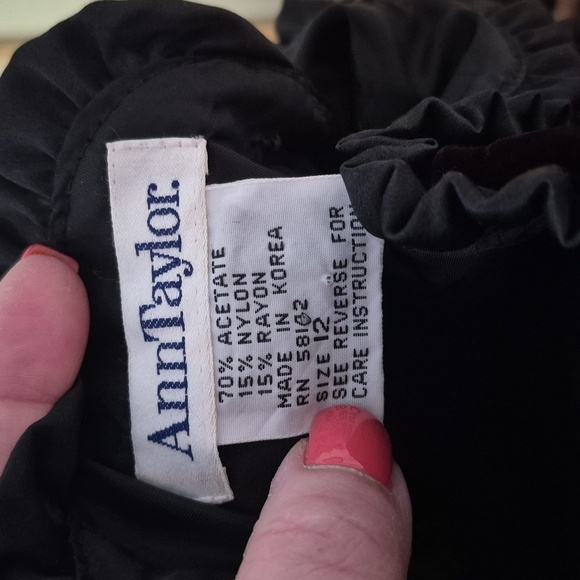 AnnTaylor.
70% ACETATE
15% NYLON
15% RAYON
MADE IN KOREA
RN 58162
SIZE 12
SEE REVERSE FOR
CARE INSTRUCTION